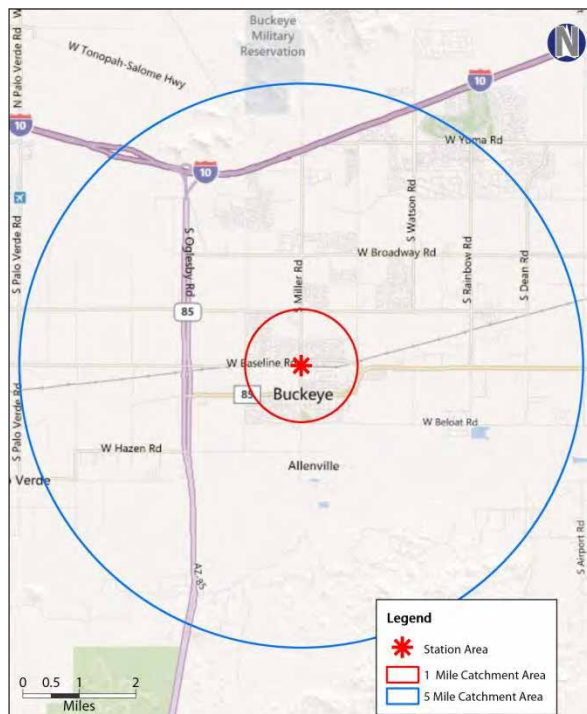 Buckeye
Military
Reservation
N
N Palo Verde Rd
W Tonopah-Salome Hwy
10
10
10
W Yuma Rd
S Palo Verde Rd
S Oglesby Rd
S Miller Rd
S Watson Rd
W Broadway Rd
S Rainbow Rd
S Dean Rd
85
W Baseline Rd
85
Buckeye
W Beloat Rd
S Palo Verde Rd
W Hazen Rd
Allenville
o Verde
S Airport Rd
AZ-85
Legend
Station Area
1 Mile Catchment Area
5 Mile Catchment Area
0 0.5 1 2
Miles